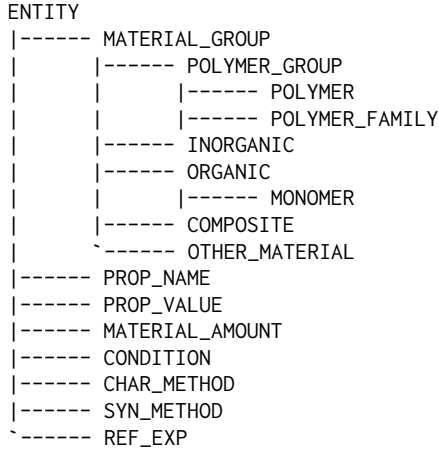 ENTITY
|------ MATERIAL_GROUP
|       |------ POLYMER_GROUP
|       |       |------ POLYMER
|       |       |------ POLYMER_FAMILY
|       |------ INORGANIC
|       |------ ORGANIC
|       |       |------ MONOMER
|       |------ COMPOSITE
|       `------ OTHER_MATERIAL
|------ PROP_NAME
|------ PROP_VALUE
|------ MATERIAL_AMOUNT
|------ CONDITION
|------ CHAR_METHOD
|------ SYN_METHOD
`------ REF_EXP